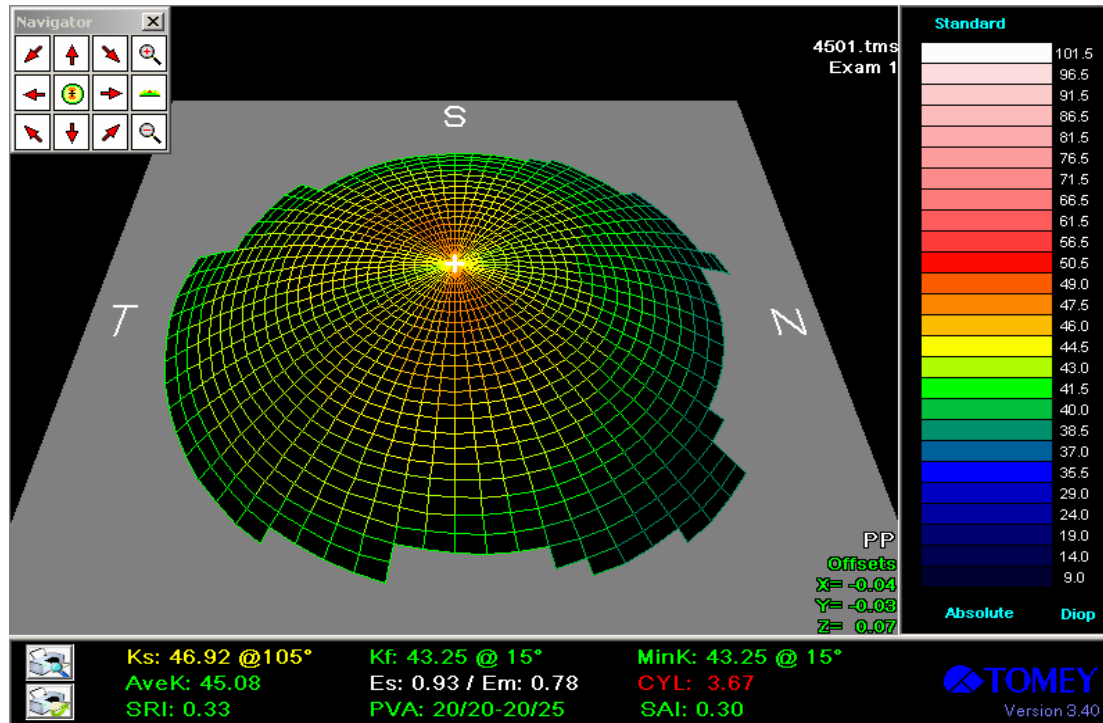 Navigator
4501.tms
Exam 1
S
T
N
PP
Offsets
X= -0.04
Y= -0.03
Z= 0.07
Standard
101.5
96.5
91.5
86.5
81.5
76.5
71.5
66.5
61.5
56.5
50.5
49.0
47.5
46.0
44.5
43.0
41.5
40.0
38.5
37.0
35.5
29.0
24.0
19.0
14.0
9.0
Absolute Diop
Ks: 46.92 @105° Kf: 43.25 @ 15° MinK: 43.25 @ 15°
AveK: 45.08 Es: 0.93 / Em: 0.78 CYL: 3.67
SRI: 0.33 PVA: 20/20-20/25 SAI: 0.30
TOMEY
Version 3.40